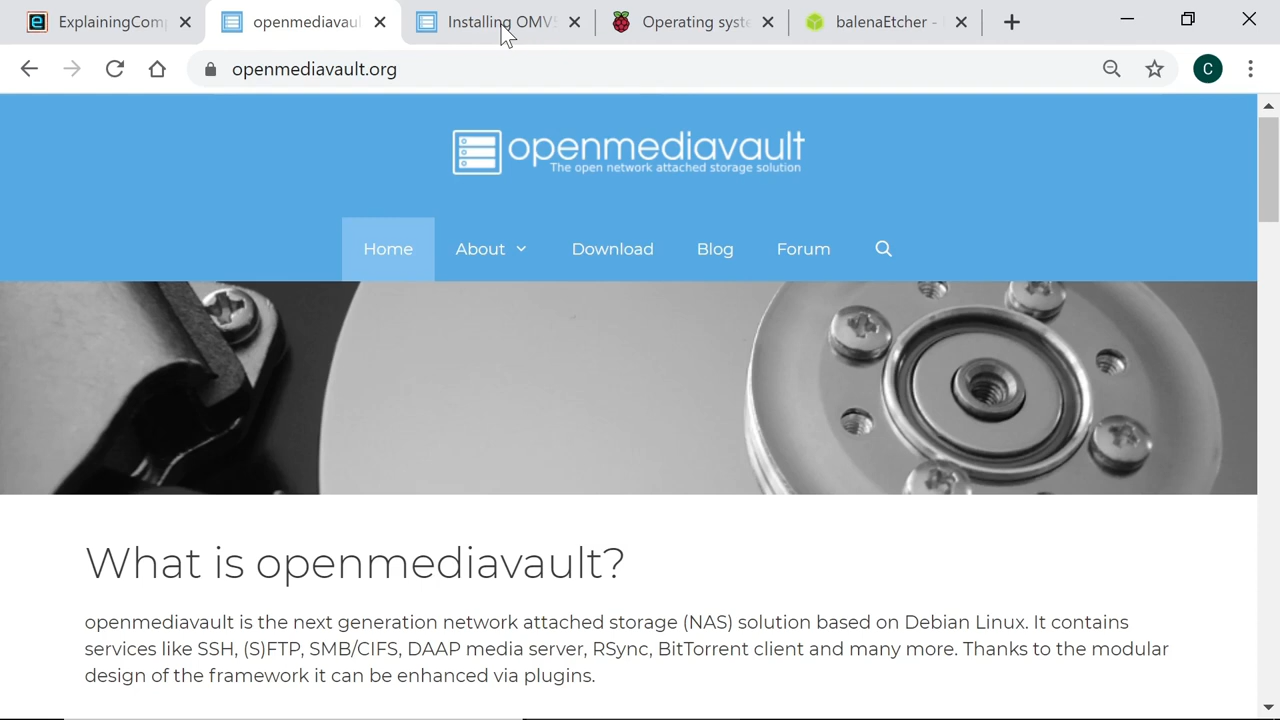 ExplainingComp
openmediavaul
Installing OMV5
Operating syste
balenaEtcher -
openmediavault.org
C
openmediavault
The open network attached storage solution
Home
About
Download
Blog
Forum
What is openmediavault?
openmediavault is the next generation network attached storage (NAS) solution based on Debian Linux. It contains
services like SSH, (S)FTP, SMB/CIFS, DAAP media server, RSync, BitTorrent client and many more. Thanks to the modular
design of the framework it can be enhanced via plugins.